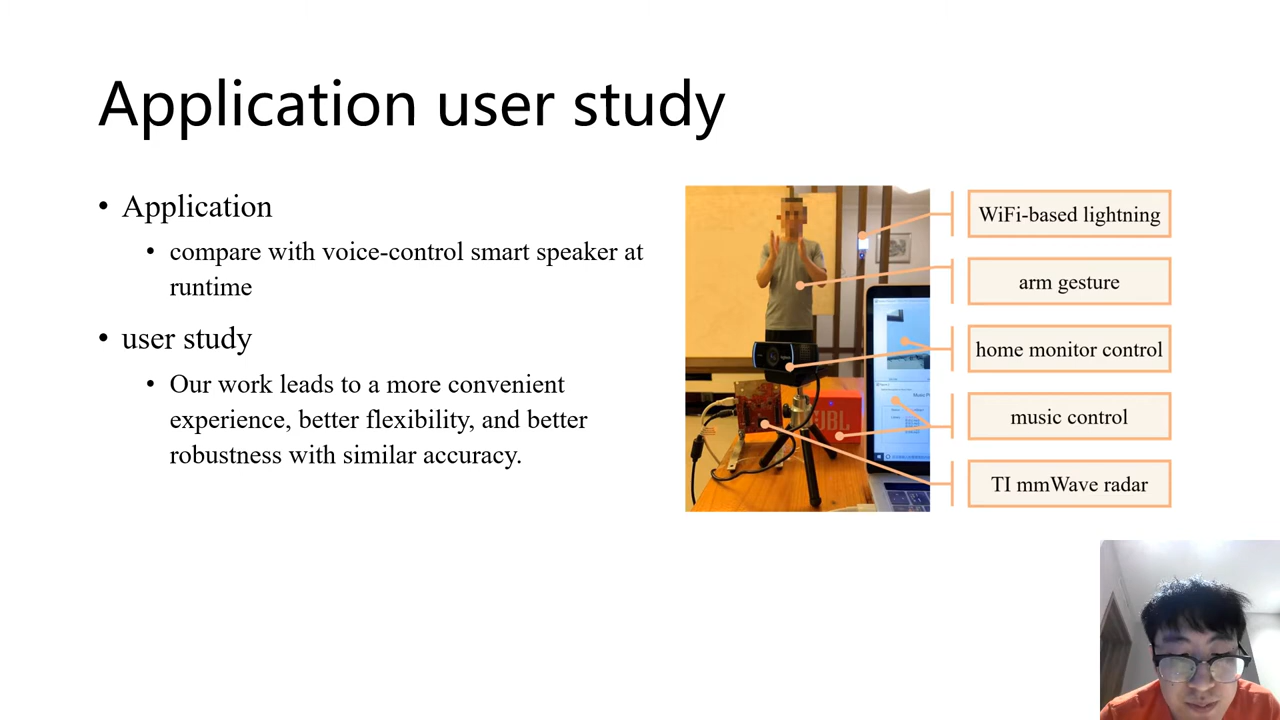 Application user study
• Application
• compare with voice-control smart speaker at
runtime
• user study
• Our work leads to a more convenient
experience, better flexibility, and better
robustness with similar accuracy.
WiFi-based lightning
arm gesture
home monitor control
music control
TI mmWave radar
JBL